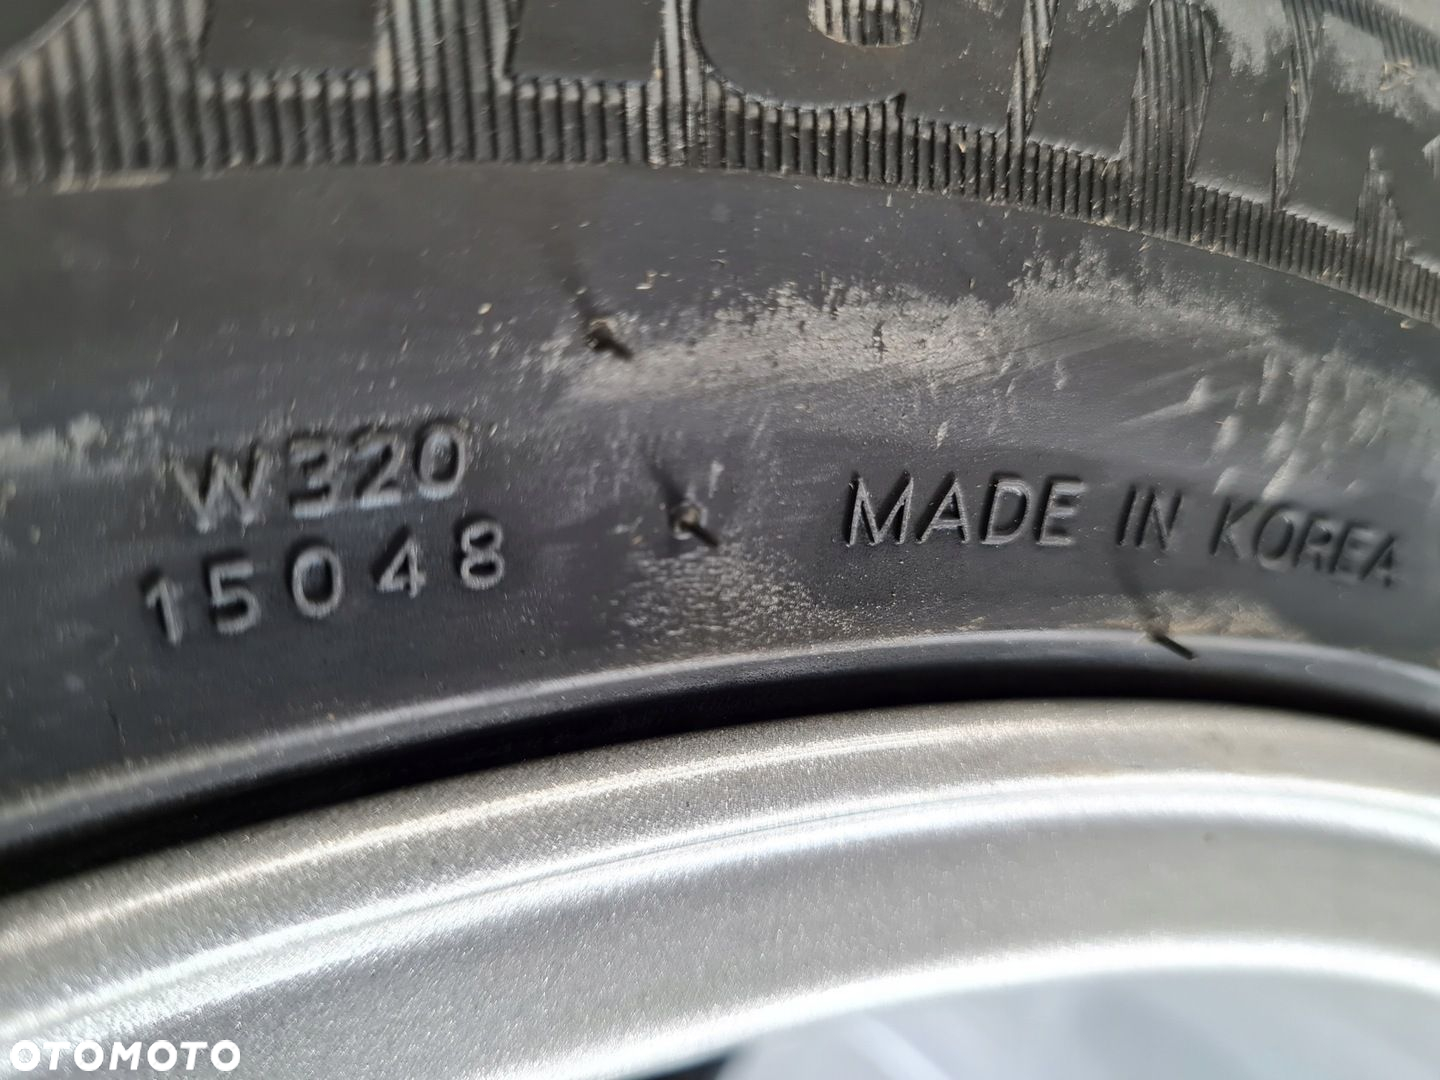 W320
15048
MADE IN KOREA
OTOMOTO